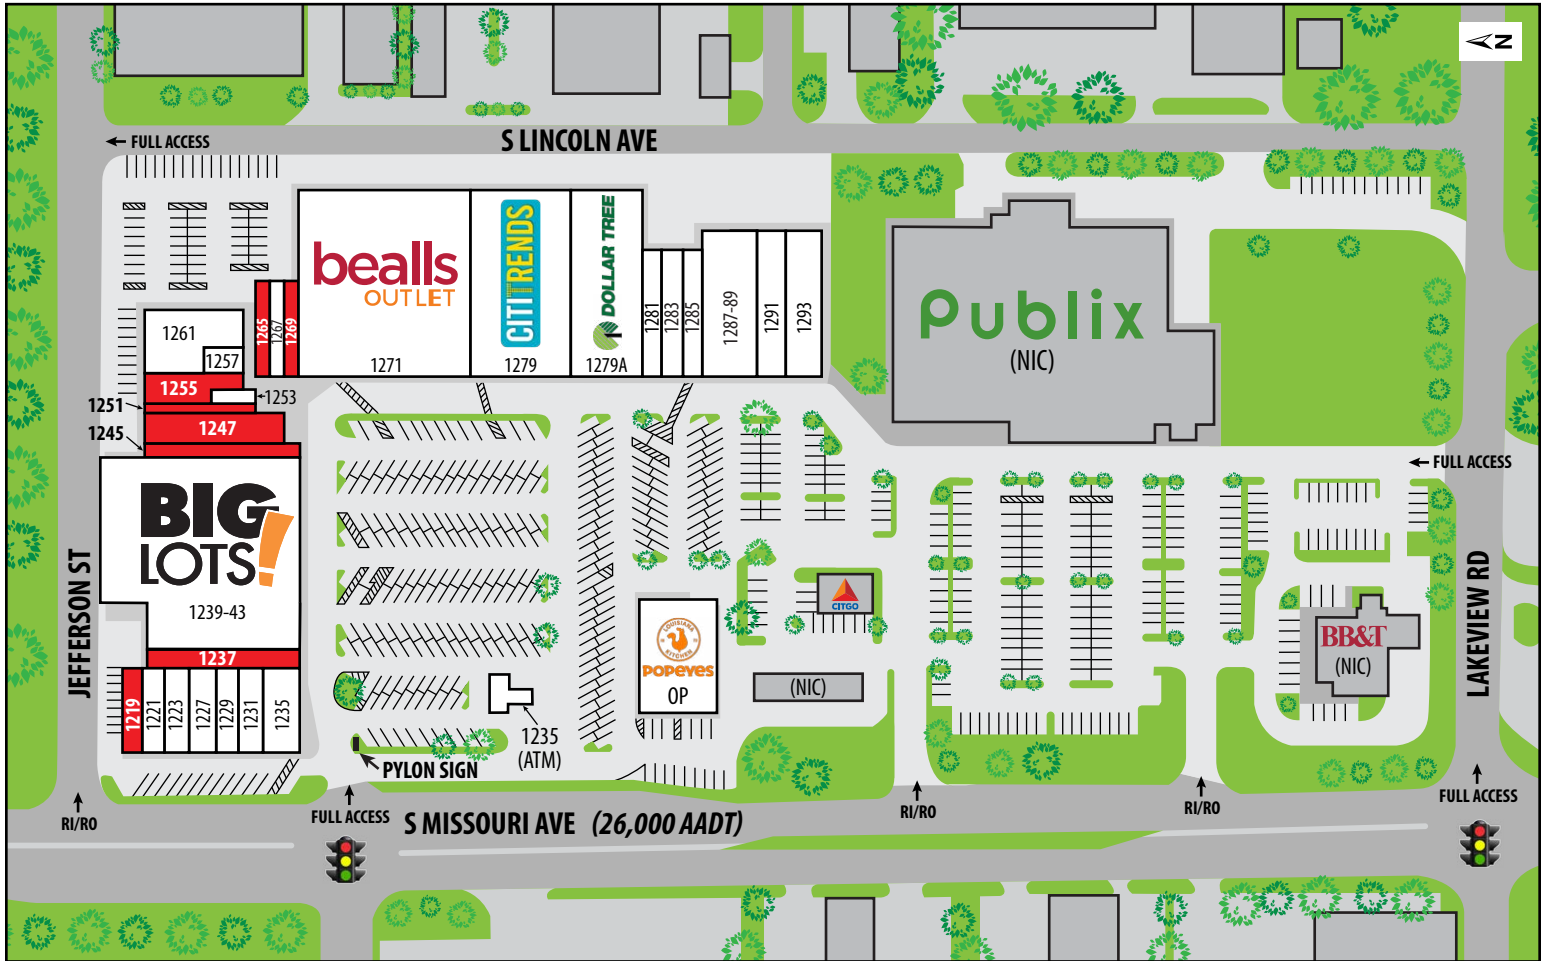 N
← FULL ACCESS
S LINCOLN AVE
bealls
OUTLET
1271
CITITRENDS
1279
DOLLAR TREE
1279A
1281
1283
1285
1287-89
1291
1293
Publix
(NIC)
1265
1267
1269
1261
1257
1255
1253
1251
1247
1245
BIG
LOTS!
1239-43
1237
1219
1221
1223
1227
1229
1231
1235
JEFFERSON ST
LOUISIANA
KITCHEN
POPEYES
OP
CITGO
(NIC)
1235
(ATM)
PYLON SIGN
BB&T
(NIC)
← FULL ACCESS
LAKEVIEW RD
RI/RO
FULL ACCESS
S MISSOURI AVE (26,000 AADT)
RI/RO
RI/RO
FULL ACCESS